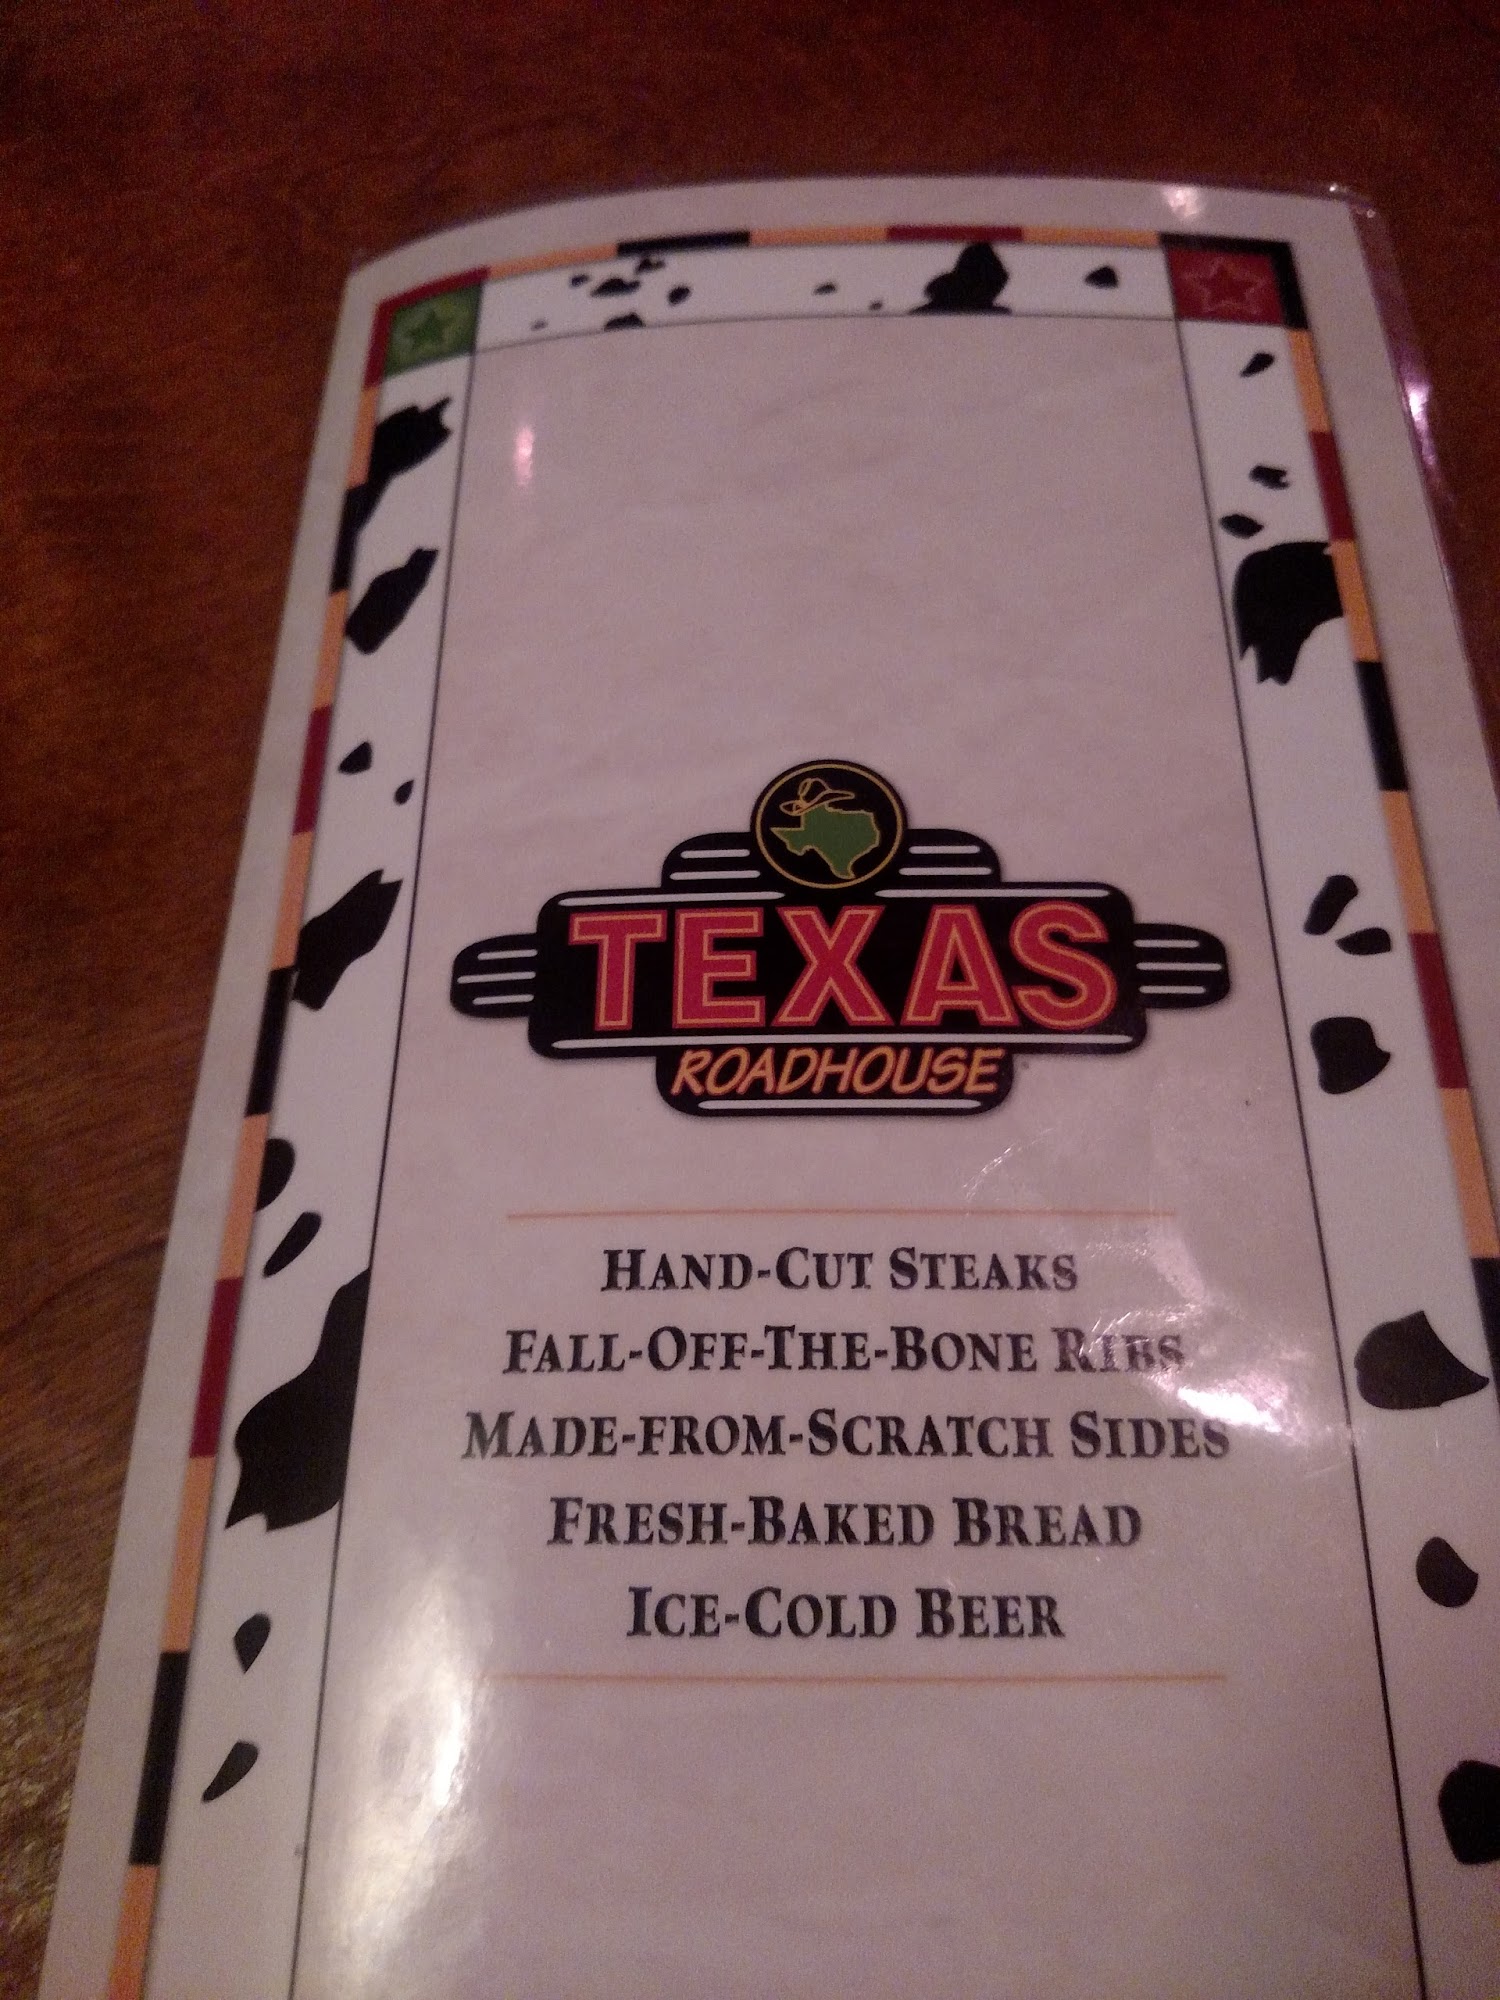 TEXAS
ROADHOUSE
HAND-CUT STEAKS
FALL-OFF-THE-BONE RIBS
MADE-FROM-SCRATCH SIDES
FRESH-BAKED BREAD
ICE-COLD BEER